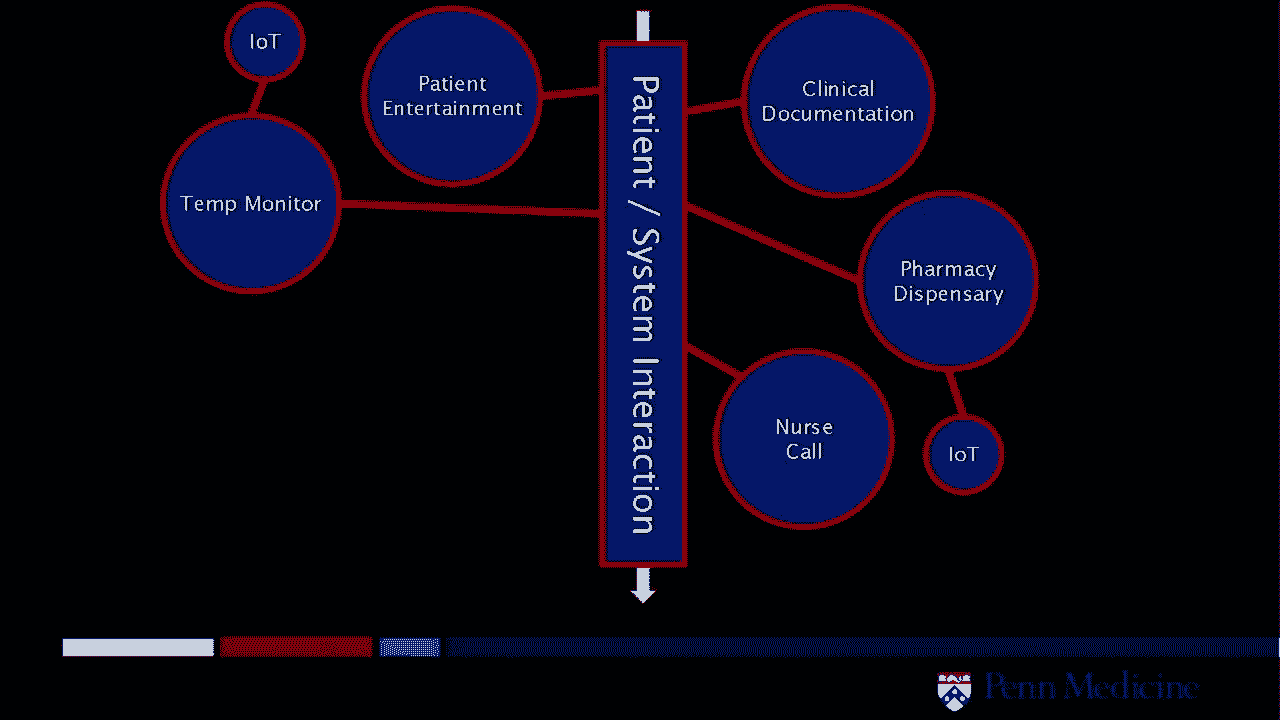 IoT
Patient
Entertainment
Temp Monitor
Patient / System Interaction
Clinical
Documentation
Pharmacy
Dispensary
Nurse
Call
IoT
Penn Medicine